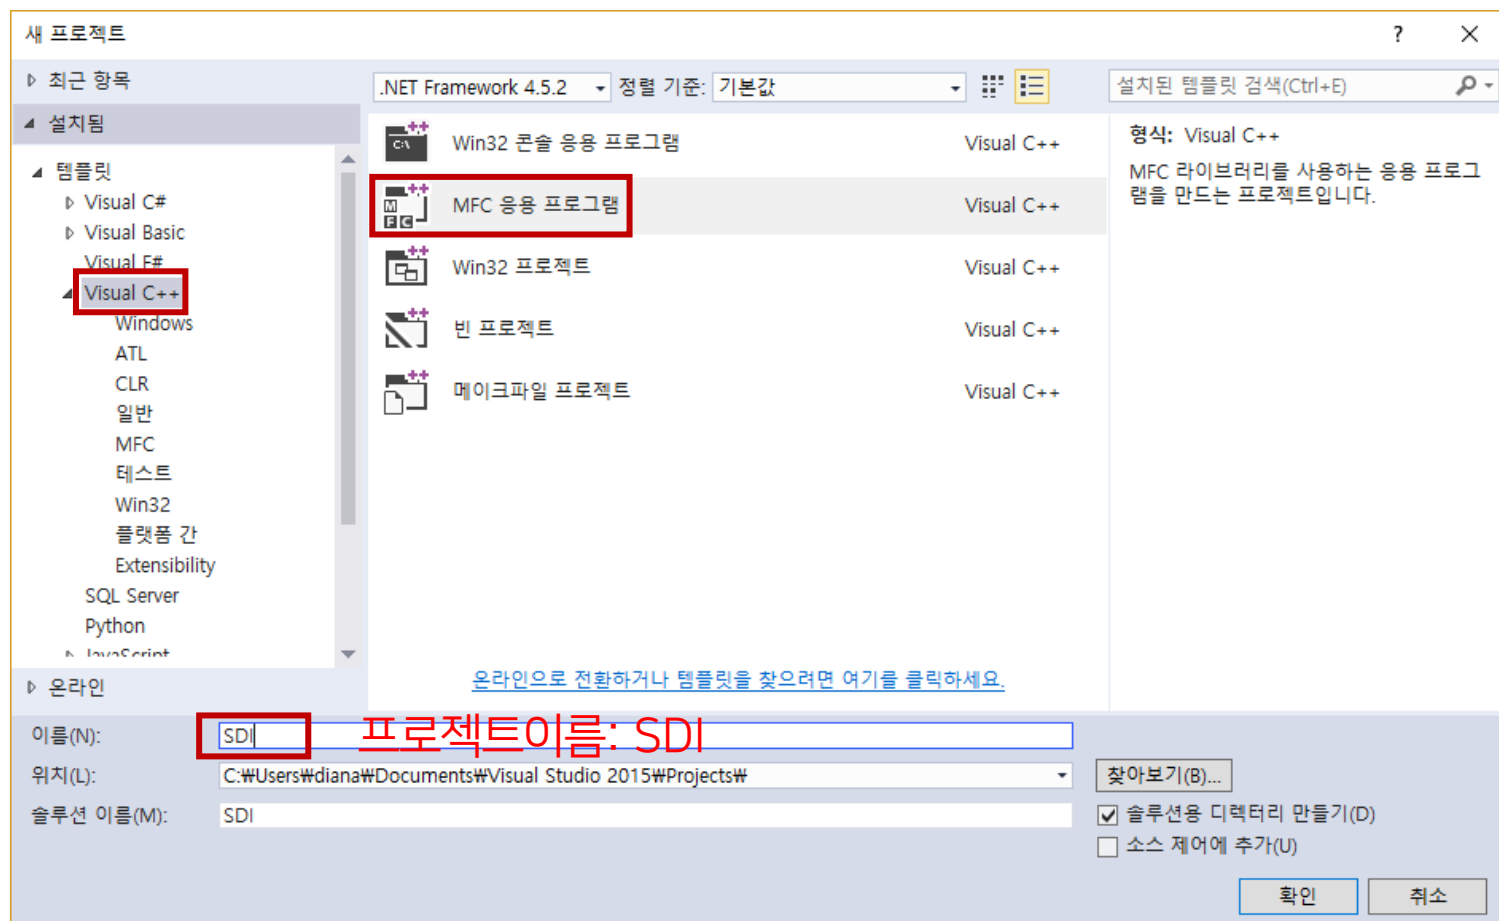 새 프로젝트
?
최근 항목
.NET Framework 4.5.2
정렬 기준:
기본값
설치된 템플릿 검색(Ctrl+E)
설치됨
템플릿
Visual C#
Visual Basic
Visual F#
Visual C++
Windows
ATL
CLR
일반
MFC
테스트
Win32
플랫폼 간
Extensibility
SQL Server
Python
JavaScript
온라인
Win32 콘솔 응용 프로그램 Visual C++
MFC 응용 프로그램 Visual C++
Win32 프로젝트 Visual C++
빈 프로젝트 Visual C++
메이크파일 프로젝트 Visual C++
온라인으로 전환하거나 템플릿을 찾으려면 여기를 클릭하세요.
형식: Visual C++
MFC 라이브러리를 사용하는 응용 프로그
램을 만드는 프로젝트입니다.
이름(N): SDI
프로젝트이름: SDI
위치(L): C:₩Users₩diana₩Documents₩Visual Studio 2015₩Projects₩
찾아보기(B)...
솔루션 이름(M): SDI
솔루션용 디렉터리 만들기(D)
소스 제어에 추가(U)
확인
취소